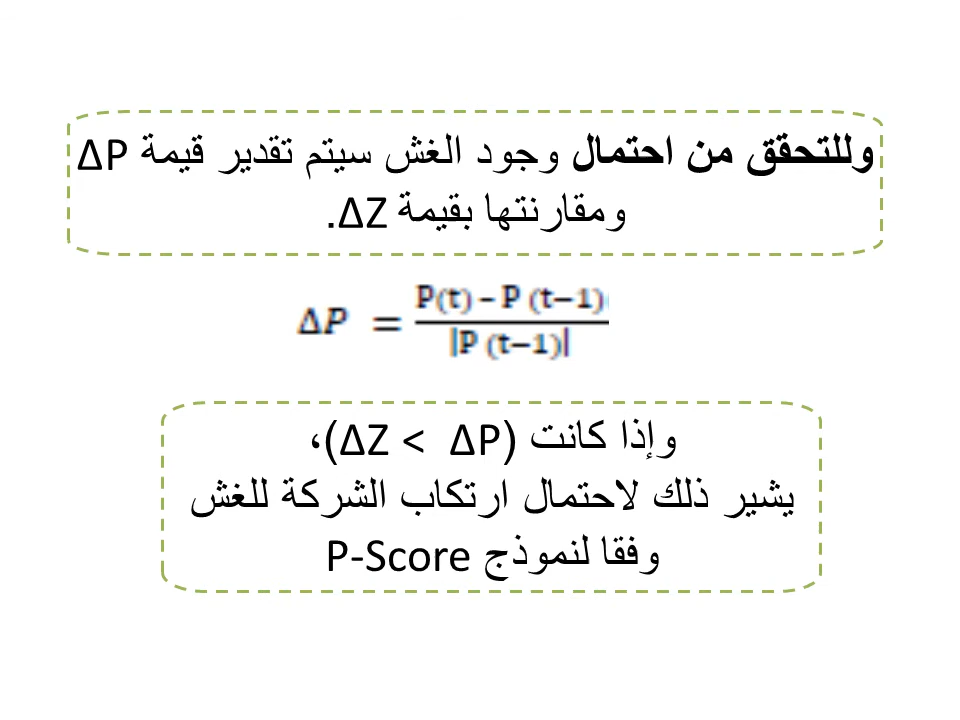 وللتحقق من احتمال وجود الغش سيتم تقدير قيمة ΔP
ومقارنتها بقيمة ΔZ.
ΔP = (P(t) – P (t−1)) / |P (t−1)|
وإذا كانت (ΔZ < ΔP)،
يشير ذلك لاحتمال ارتكاب الشركة للغش
وفقا لنموذج P-Score